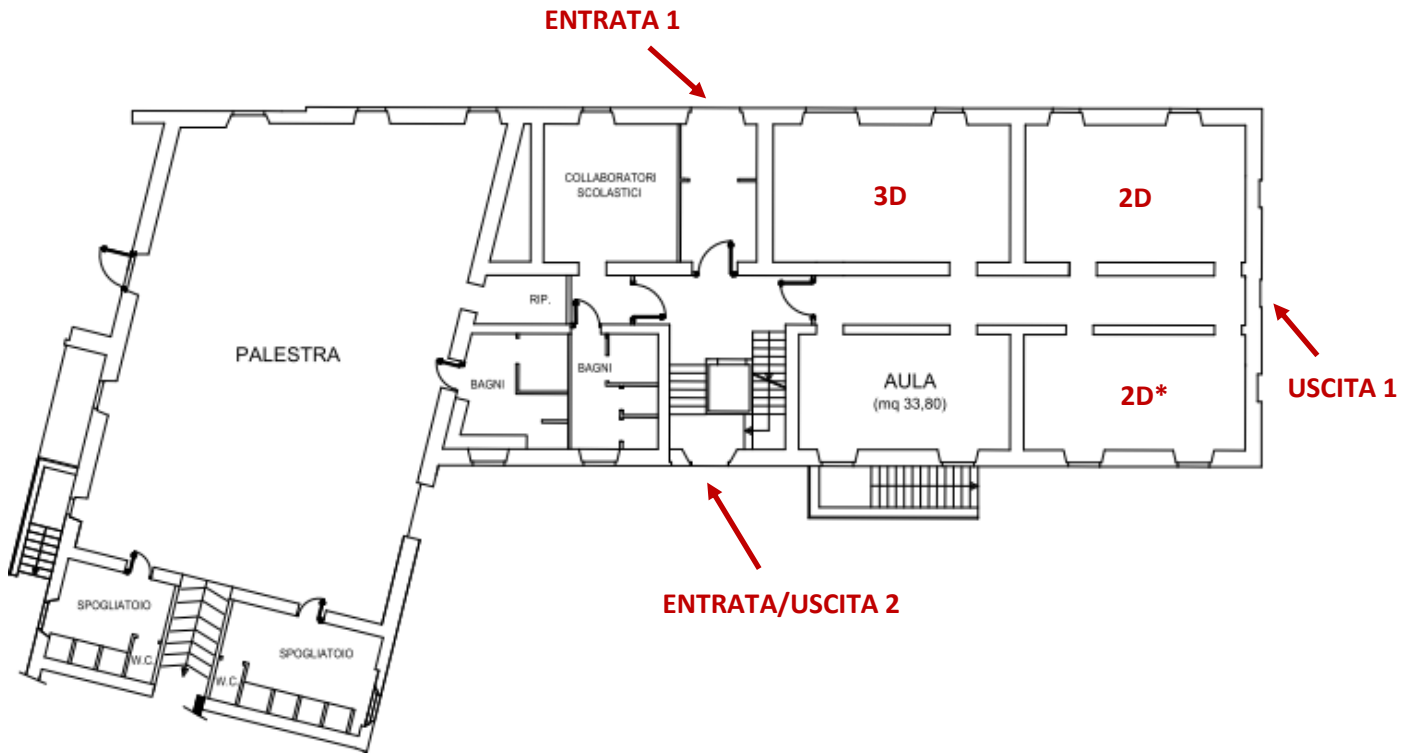 ENTRATA 1
COLLABORATORI
SCOLASTICI
3D
2D
RIP.
PALESTRA
BAGNI
BAGNI
AULA
(mq 33,80)
2D*
USCITA 1
ENTRATA/USCITA 2
SPOGLIATOIO
W.C.
SPOGLIATOIO
W.C.